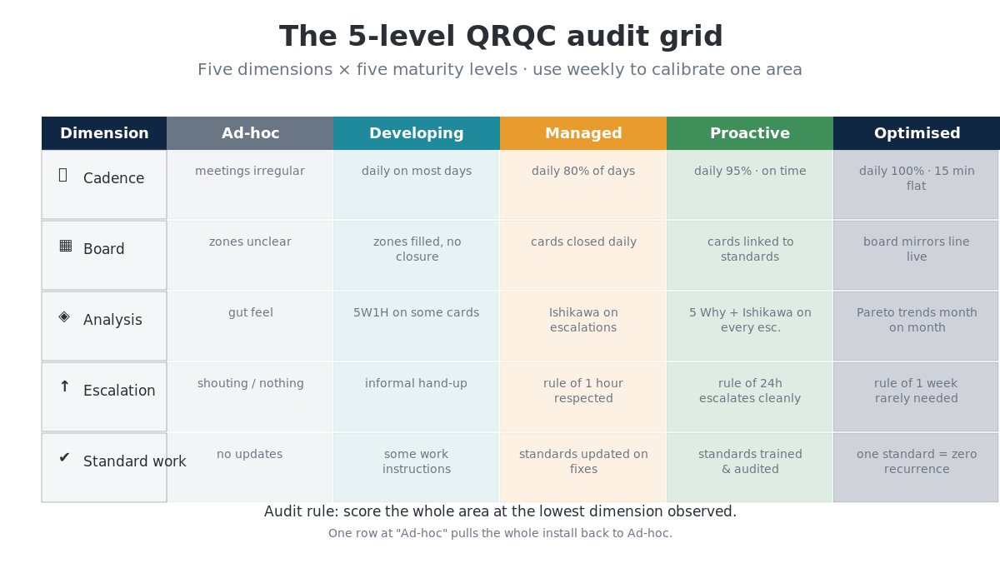 The 5-level QRQC audit grid
Five dimensions × five maturity levels · use weekly to calibrate one area
Dimension Ad-hoc Developing Managed Proactive Optimised
Cadence
meetings irregular
daily on most days
daily 80% of days
daily 95% · on time
daily 100% · 15 min
flat
Board
zones unclear
zones filled, no
closure
cards closed daily
cards linked to
standards
board mirrors line
live
Analysis
gut feel
5W1H on some cards
Ishikawa on
escalations
5 Why + Ishikawa on
every esc.
Pareto trends month
on month
Escalation
shouting / nothing
informal hand-up
rule of 1 hour
respected
rule of 24h
escalates cleanly
rule of 1 week
rarely needed
Standard work
no updates
some work
instructions
standards updated on
fixes
standards trained
& audited
one standard = zero
recurrence
Audit rule: score the whole area at the lowest dimension observed.
One row at "Ad-hoc" pulls the whole install back to Ad-hoc.